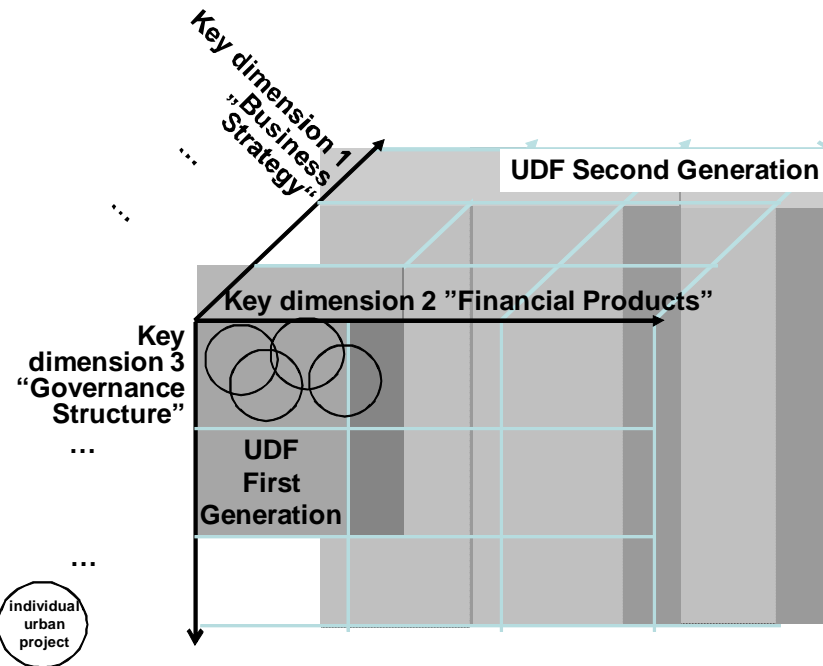 Key dimension 1
„Business
Strategy“
...
...
UDF Second Generation
Key dimension 2 ”Financial Products”
Key
dimension 3
“Governance
Structure”
...
UDF
First
Generation
...
individual
urban
project